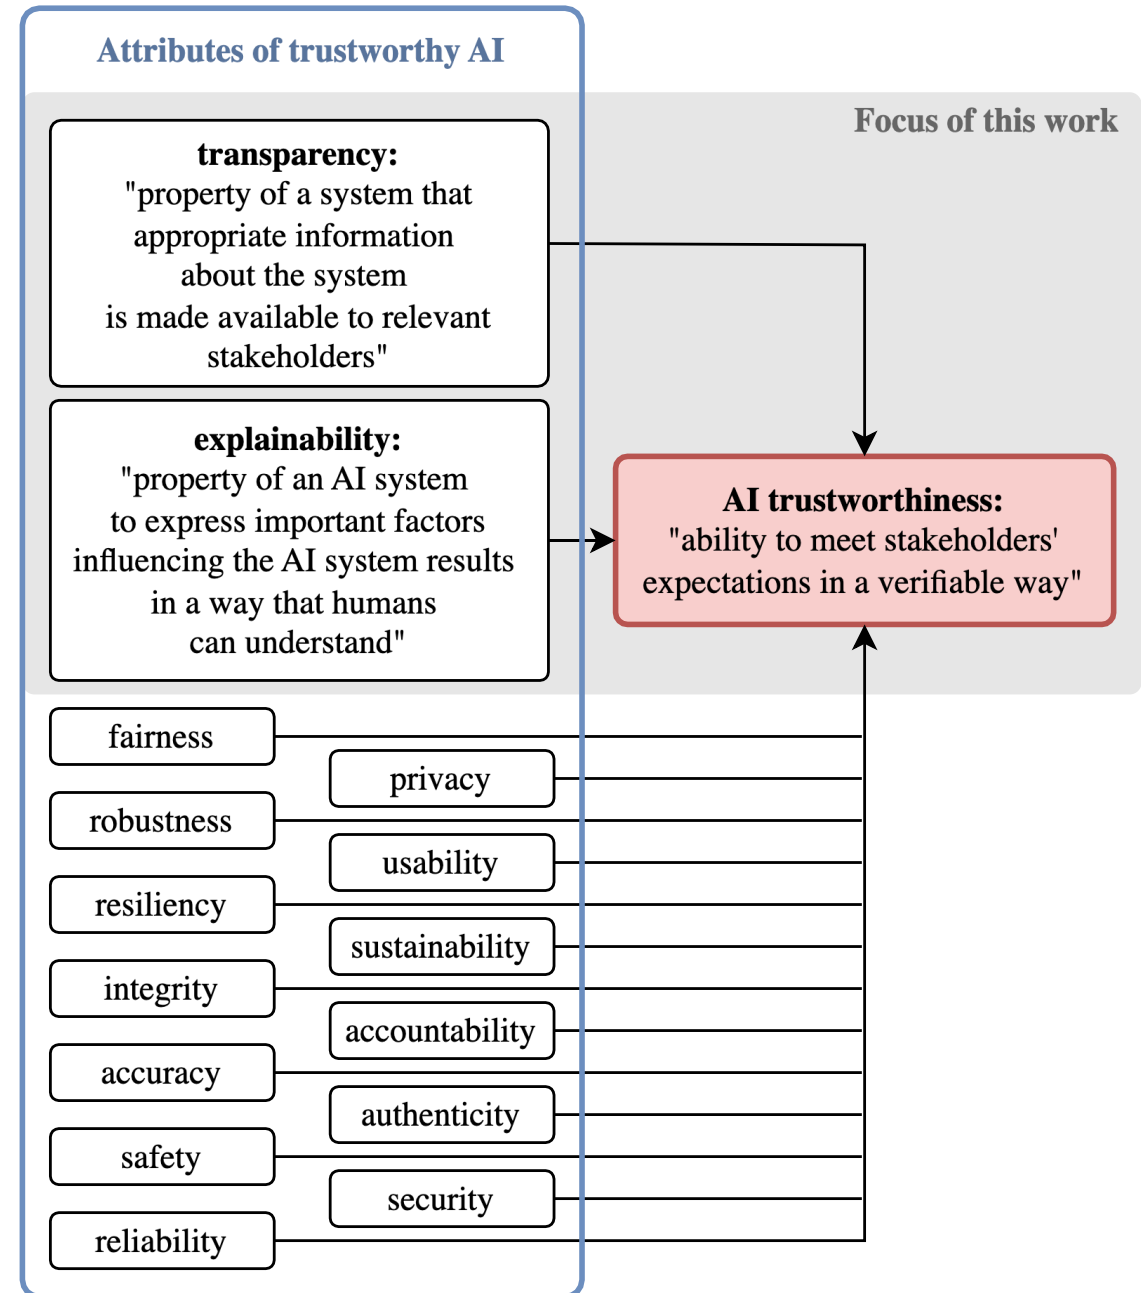 Attributes of trustworthy AI
Focus of this work
transparency:
"property of a system that
appropriate information
about the system
is made available to relevant
stakeholders"
explainability:
"property of an AI system
to express important factors
influencing the AI system results
in a way that humans
can understand"
AI trustworthiness:
"ability to meet stakeholders'
expectations in a verifiable way"
fairness
privacy
robustness
usability
resiliency
sustainability
integrity
accountability
accuracy
authenticity
safety
security
reliability